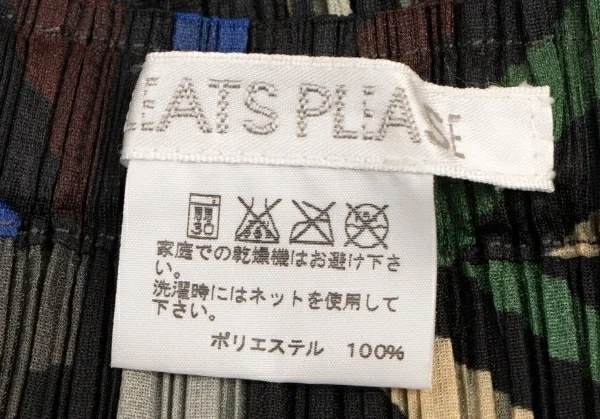 EATS PLEASE
弱
30
家庭での乾燥機はお避け下さ
い。
洗濯時にはネットを使用して
下さい。
ポリエステル 100%